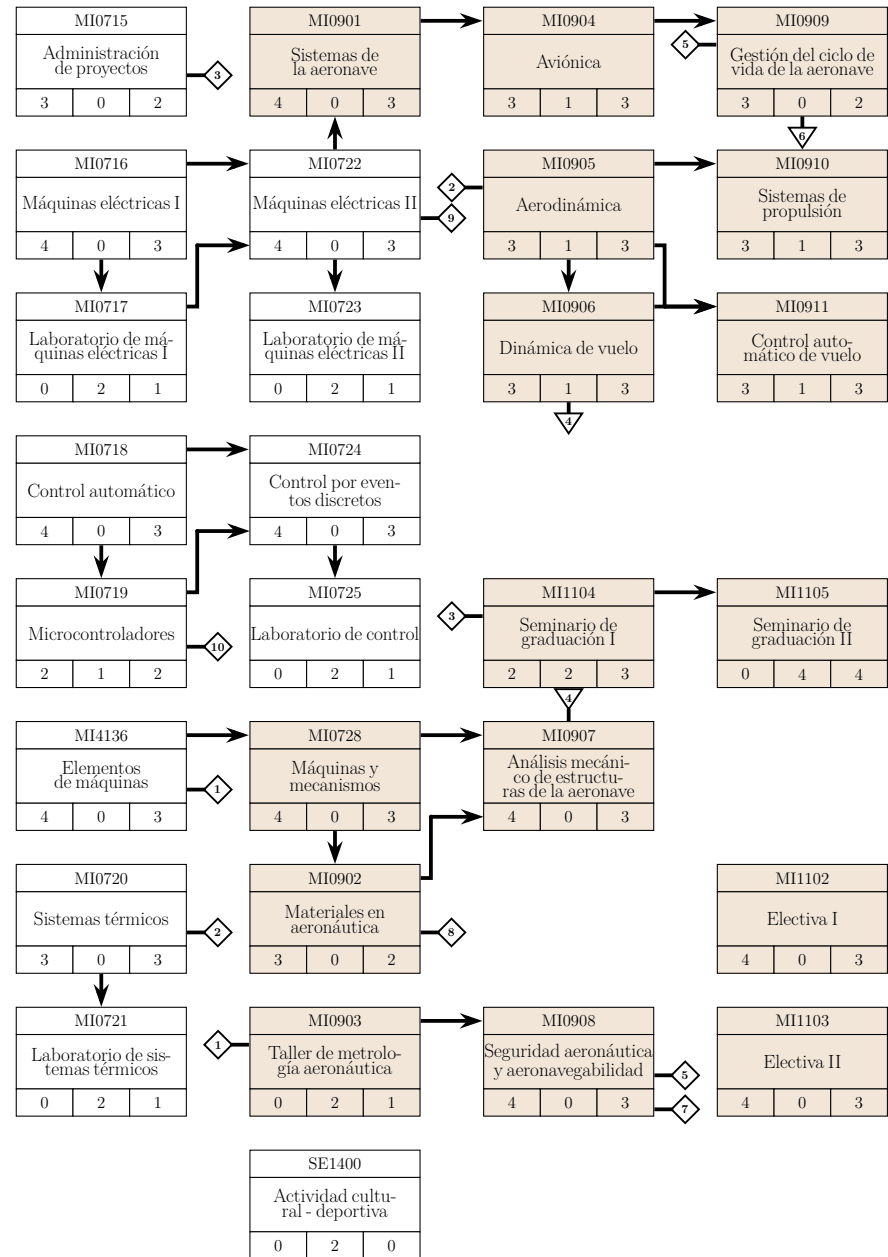 MI0715
Administración
de proyectos
3 0 2
3
MI0901
Sistemas de
la aeronave
4 0 3
MI0904
Aviónica
3 1 3
5
MI0909
Gestión del ciclo de
vida de la aeronave
3 0 2
6
MI0716
Máquinas eléctricas I
4 0 3
MI0722
Máquinas eléctricas II
4 0 3
2
9
MI0905
Aerodinámica
3 1 3
MI0910
Sistemas de
propulsión
3 1 3
MI0717
Laboratorio de má-
quinas eléctricas I
0 2 1
MI0723
Laboratorio de má-
quinas eléctricas II
0 2 1
MI0906
Dinámica de vuelo
3 1 3
4
MI0911
Control auto-
mático de vuelo
3 1 3
MI0718
Control automático
4 0 3
MI0724
Control por even-
tos discretos
4 0 3
MI0719
Microcontroladores
2 1 2
10
MI0725
Laboratorio de control
0 2 1
3
MI1104
Seminario de
graduación I
2 2 3
4
MI1105
Seminario de
graduación II
0 4 4
MI4136
Elementos
de máquinas
4 0 3
1
MI0728
Máquinas y
mecanismos
4 0 3
MI0907
Análisis mecáni-
co de estructu-
ras de la aeronave
4 0 3
MI0720
Sistemas térmicos
3 0 3
2
MI0902
Materiales en
aeronáutica
3 0 2
8
MI1102
Electiva I
4 0 3
MI0721
Laboratorio de sis-
temas térmicos
0 2 1
1
MI0903
Taller de metrolo-
gía aeronáutica
0 2 1
MI0908
Seguridad aeronáutica
y aeronavegabilidad
4 0 3
5
7
MI1103
Electiva II
4 0 3
SE1400
Actividad cultu-
ral - deportiva
0 2 0